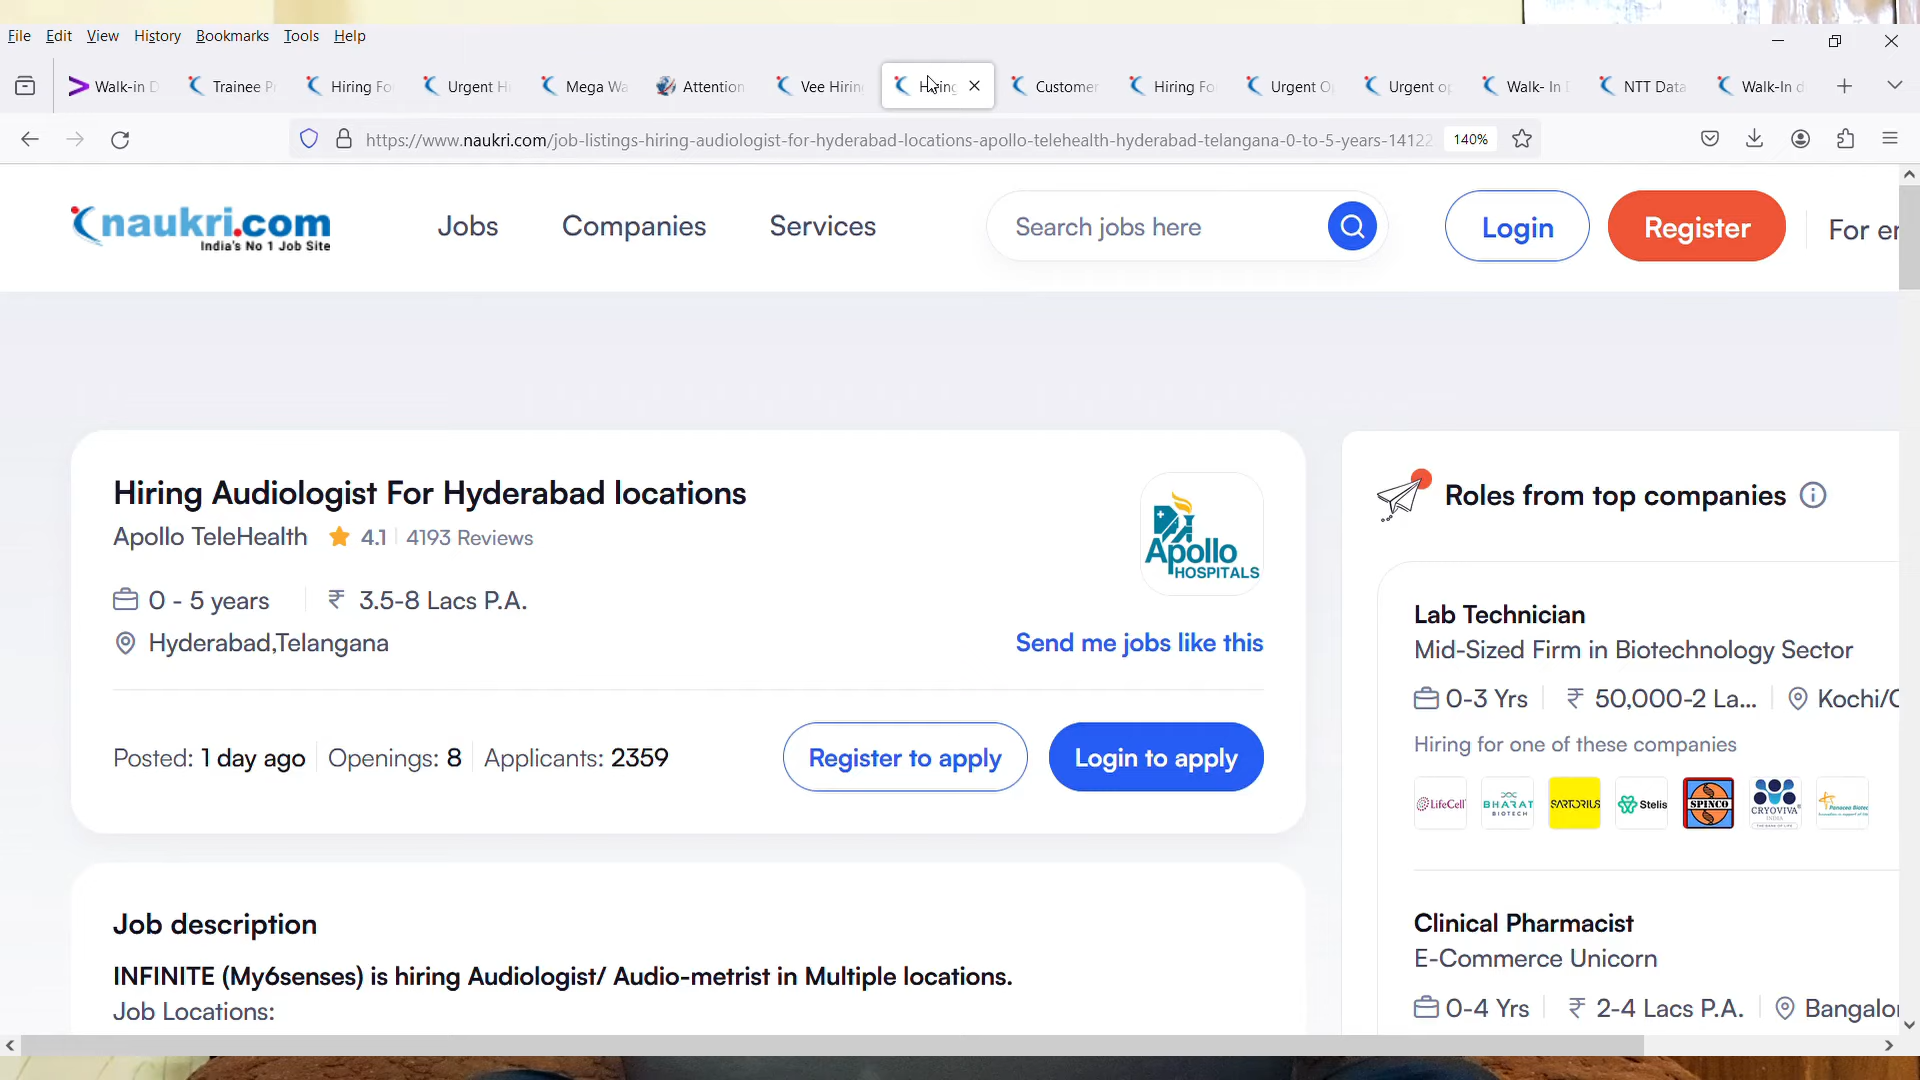 File Edit View History Bookmarks Tools Help
Walk-in D Trainee P Hiring Fo Urgent Hi Mega Wa Attention Vee Hirin Hiring Customer Hiring Fo Urgent O Urgent op Walk- In D NTT Data Walk-In d
https://www.naukri.com/job-listings-hiring-audiologist-for-hyderabad-locations-apollo-telehealth-hyderabad-telangana-0-to-5-years-14122 140%
naukri.com
India's No 1 Job Site
Jobs Companies Services Search jobs here Login Register For er
Hiring Audiologist For Hyderabad locations
Apollo TeleHealth 4.1 4193 Reviews
Apollo
HOSPITALS
0 - 5 years ₹ 3.5-8 Lacs P.A.
Hyderabad,Telangana
Send me jobs like this
Posted: 1 day ago Openings: 8 Applicants: 2359 Register to apply Login to apply
Job description
INFINITE (My6senses) is hiring Audiologist/ Audio-metrist in Multiple locations.
Job Locations:
Roles from top companies
Lab Technician
Mid-Sized Firm in Biotechnology Sector
0-3 Yrs ₹ 50,000-2 La... Kochi/C
Hiring for one of these companies
LifeCell BHARAT BIOTECH SARTORIUS Stelis SPINCO CRYOVIVA INDIA Panacea Biotec
Clinical Pharmacist
E-Commerce Unicorn
0-4 Yrs ₹ 2-4 Lacs P.A. Bangalor